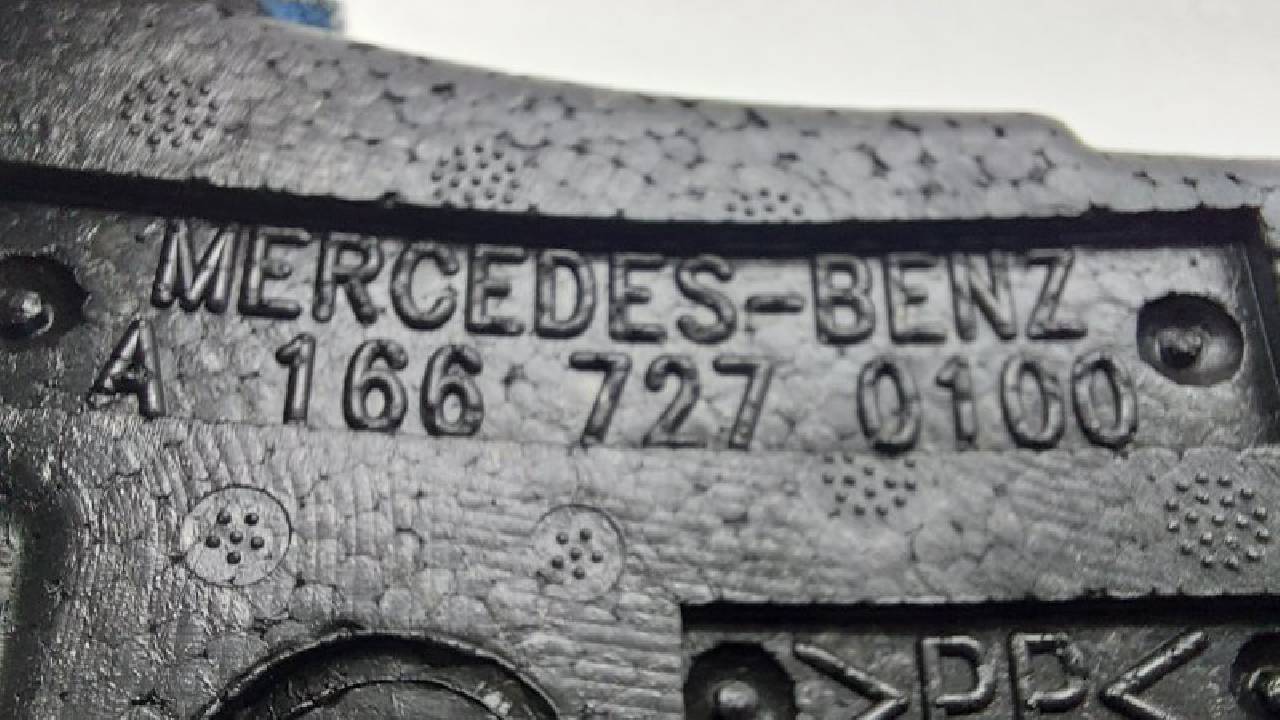 MERCEDES-BENZ
A 166 727 0100
>PP<